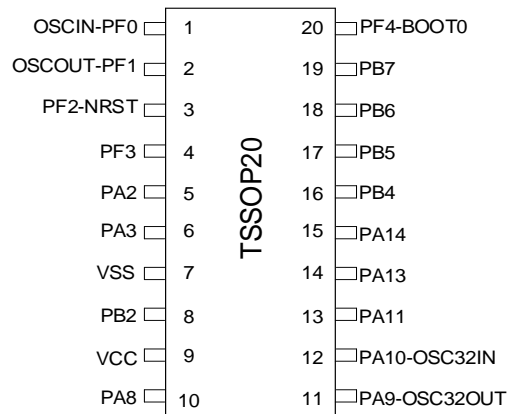 OSCIN-PF0 1 20 PF4-BOOT0
OSCOUT-PF1 2 19 PB7
PF2-NRST 3 18 PB6
PF3 4 17 PB5
PA2 5 16 PB4
PA3 6 15 PA14
VSS 7 14 PA13
PB2 8 13 PA11
VCC 9 12 PA10-OSC32IN
PA8 10 11 PA9-OSC32OUT
TSSOP20